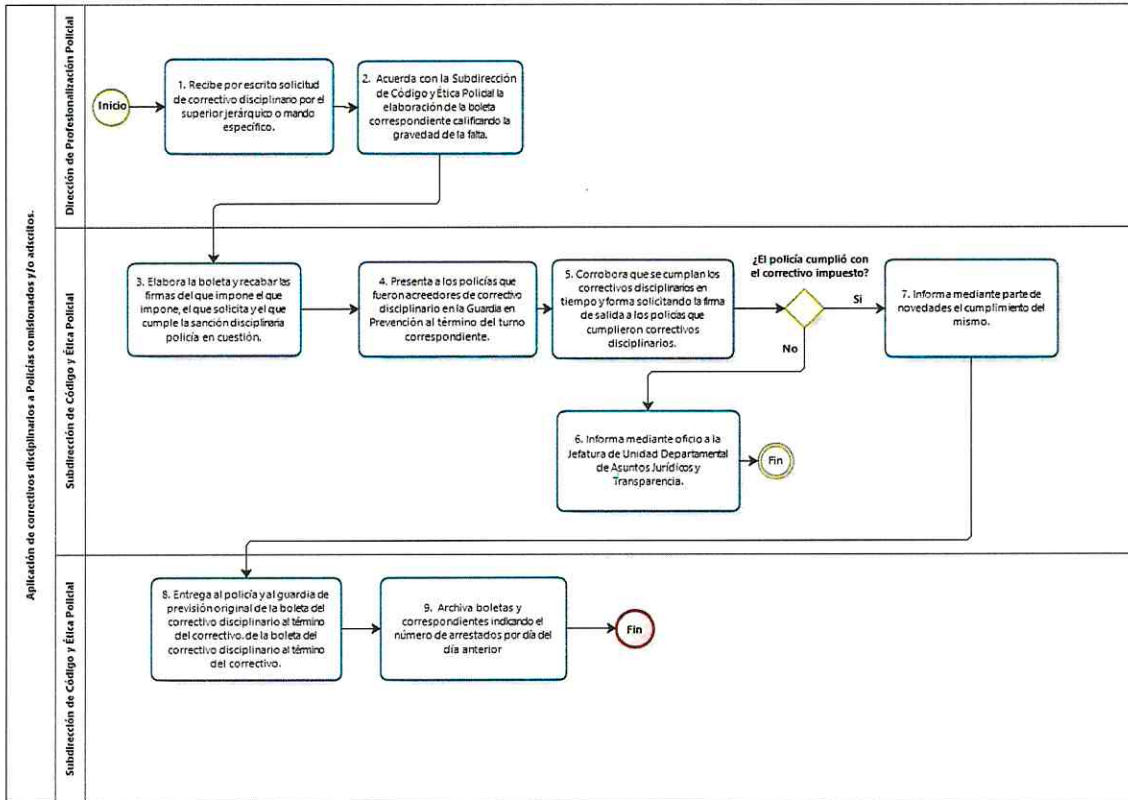 Aplicación de correctivos disciplinarios a Policías comisionados y/o adscritos.
Dirección de Profesionalización Policial
Inicio
1. Recibe por escrito solicitud
de correctivo disciplinario por el
superior jerárquico o mando
específico.
2. Acuerda con la Subdirección
de Código y Ética Policial la
elaboración de la boleta
correspondiente calificando la
gravedad de la falta.
Subdirección de Código y Ética Policial
3. Elabora la boleta y recabar las
firmas del que impone el que
impone, el que solicita y el que
cumple la sanción disciplinaria
policía en cuestión.
4. Presenta a los policías que
fueron acreedores de correctivo
disciplinario en la Guardia en
Prevención al término del turno
correspondiente.
5. Corrobora que se cumplan los
correctivos disciplinarios en
tiempo y forma solicitando la firma
de salida a los policías que
cumplieron correctivos
disciplinarios.
¿El policía cumplió con
el correctivo impuesto?
Si
No
7. Informa mediante parte de
novedades el cumplimiento del
mismo.
6. Informa mediante oficio a la
Jefatura de Unidad Departamental
de Asuntos Jurídicos y
Transparencia.
Fin
Subdirección de Código y Ética Policial
8. Entrega al policía y al guardia de
previsión original de la boleta del
correctivo disciplinario al término
del correctivo. de la boleta del
correctivo disciplinario al término
del correctivo.
9. Archiva boletas y
correspondientes indicando el
número de arrestados por día del
día anterior
Fin